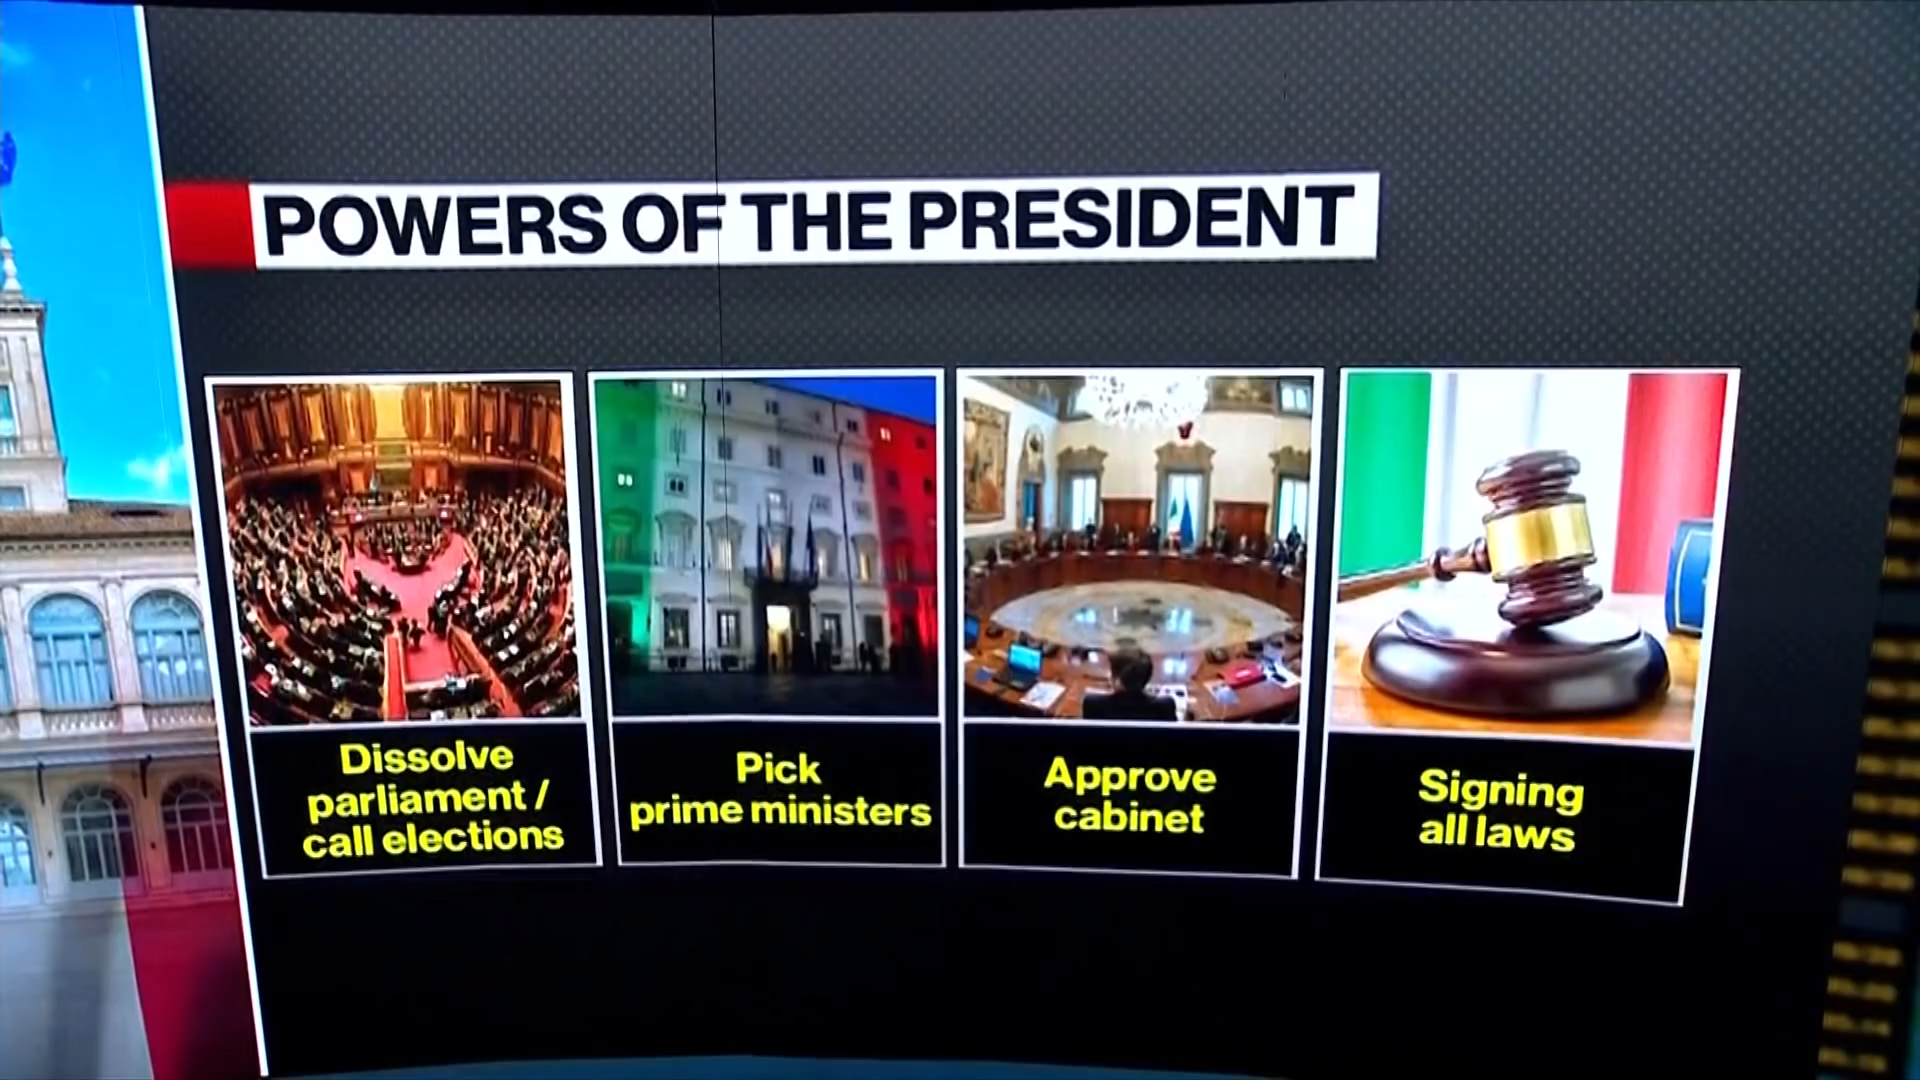 POWERS OF THE PRESIDENT
Dissolve
parliament /
call elections
Pick
prime ministers
Approve
cabinet
Signing
all laws